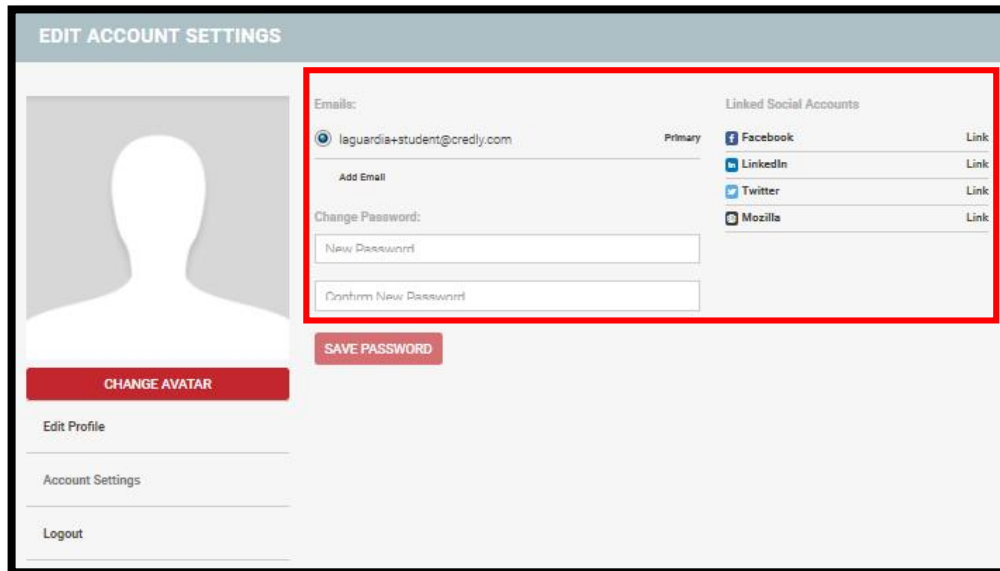 EDIT ACCOUNT SETTINGS
Emails:
laguardia+student@credly.com Primary
Add Email
Change Password:
New Password
Confirm New Password
SAVE PASSWORD
Linked Social Accounts
Facebook Link
LinkedIn Link
Twitter Link
Mozilla Link
CHANGE AVATAR
Edit Profile
Account Settings
Logout